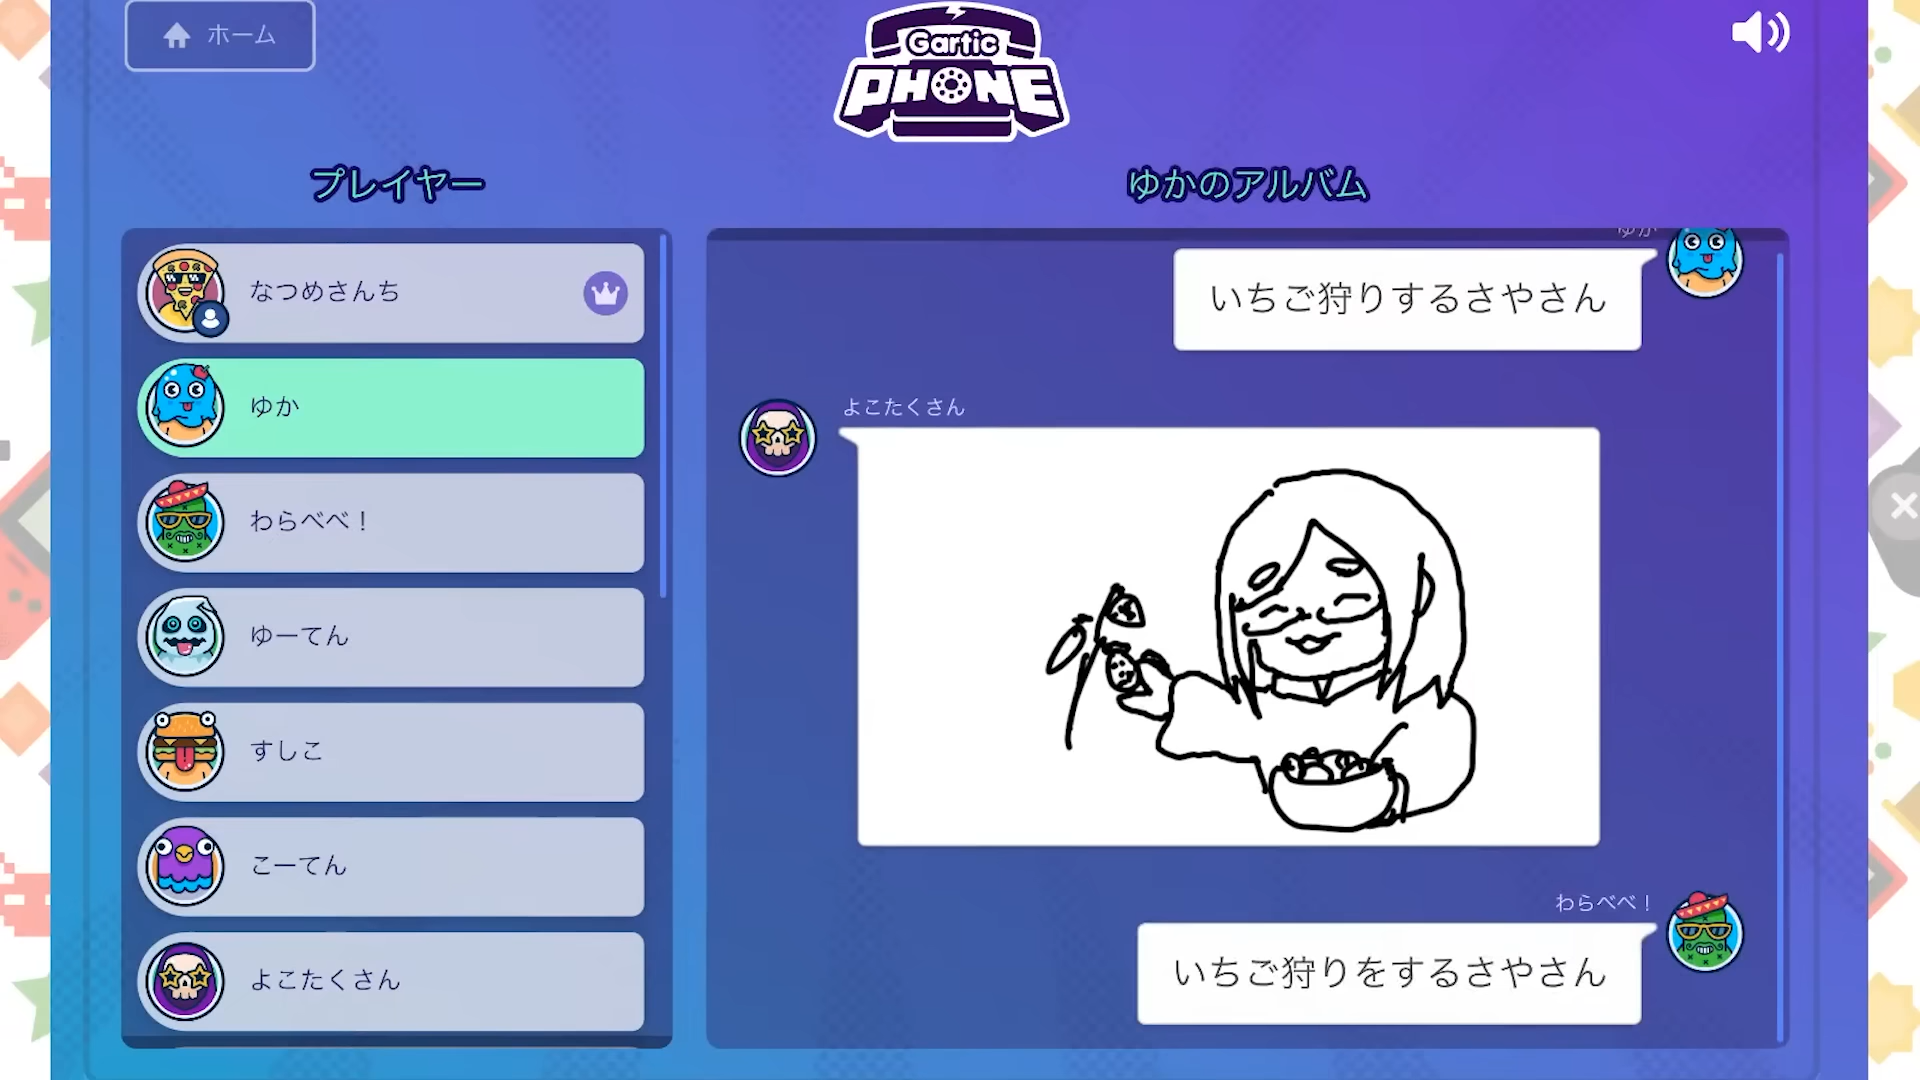 ホーム
Gartic
PHONE
プレイヤー
なつめさんち
ゆか
わらべべ！
ゆーてん
すしこ
こーてん
よこたくさん
ゆかのアルバム
ゆか
いちご狩りするさやさん
よこたくさん
わらべべ！
いちご狩りをするさやさん